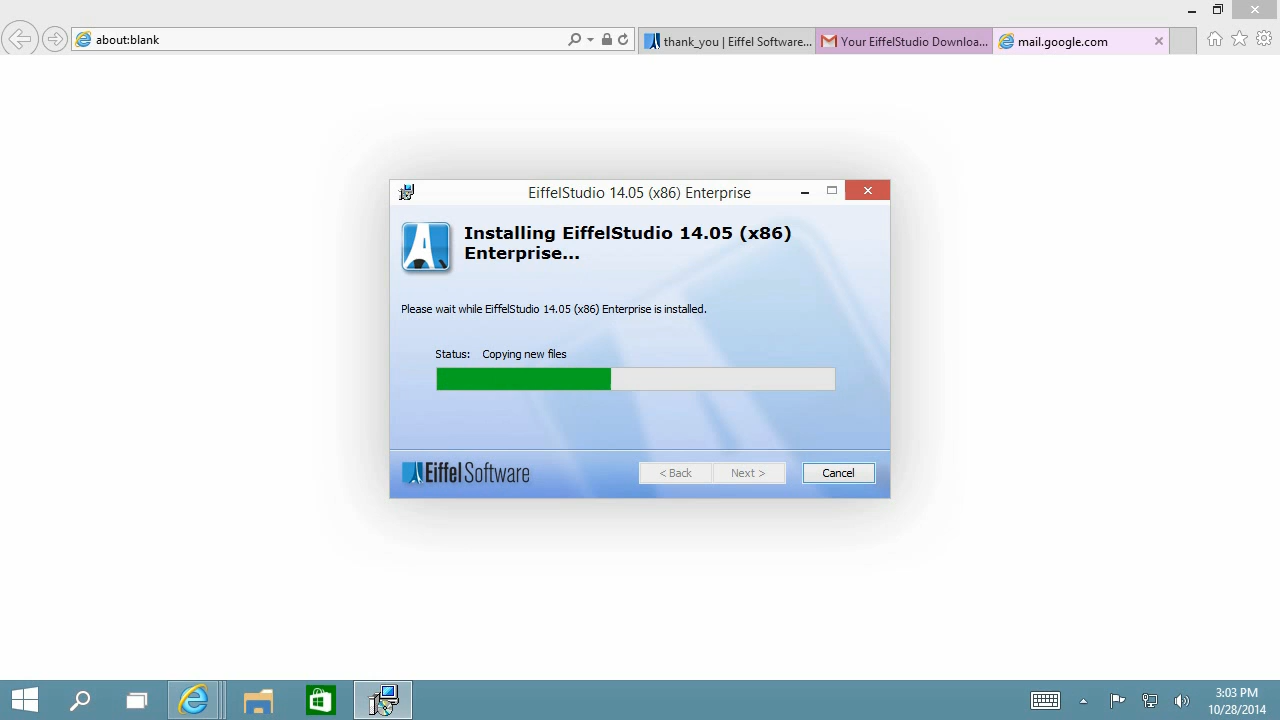 about:blank
thank_you | Eiffel Software...
Your EiffelStudio Downloa...
mail.google.com
EiffelStudio 14.05 (x86) Enterprise
Installing EiffelStudio 14.05 (x86)
Enterprise...
Please wait while EiffelStudio 14.05 (x86) Enterprise is installed.
Status: Copying new files
Eiffel Software
< Back
Next >
Cancel
3:03 PM
10/28/2014